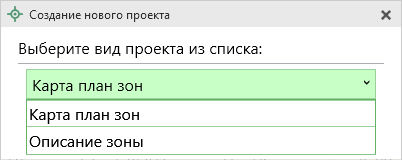 Создание нового проекта
Выберите вид проекта из списка:
Карта план зон
Карта план зон
Описание зоны